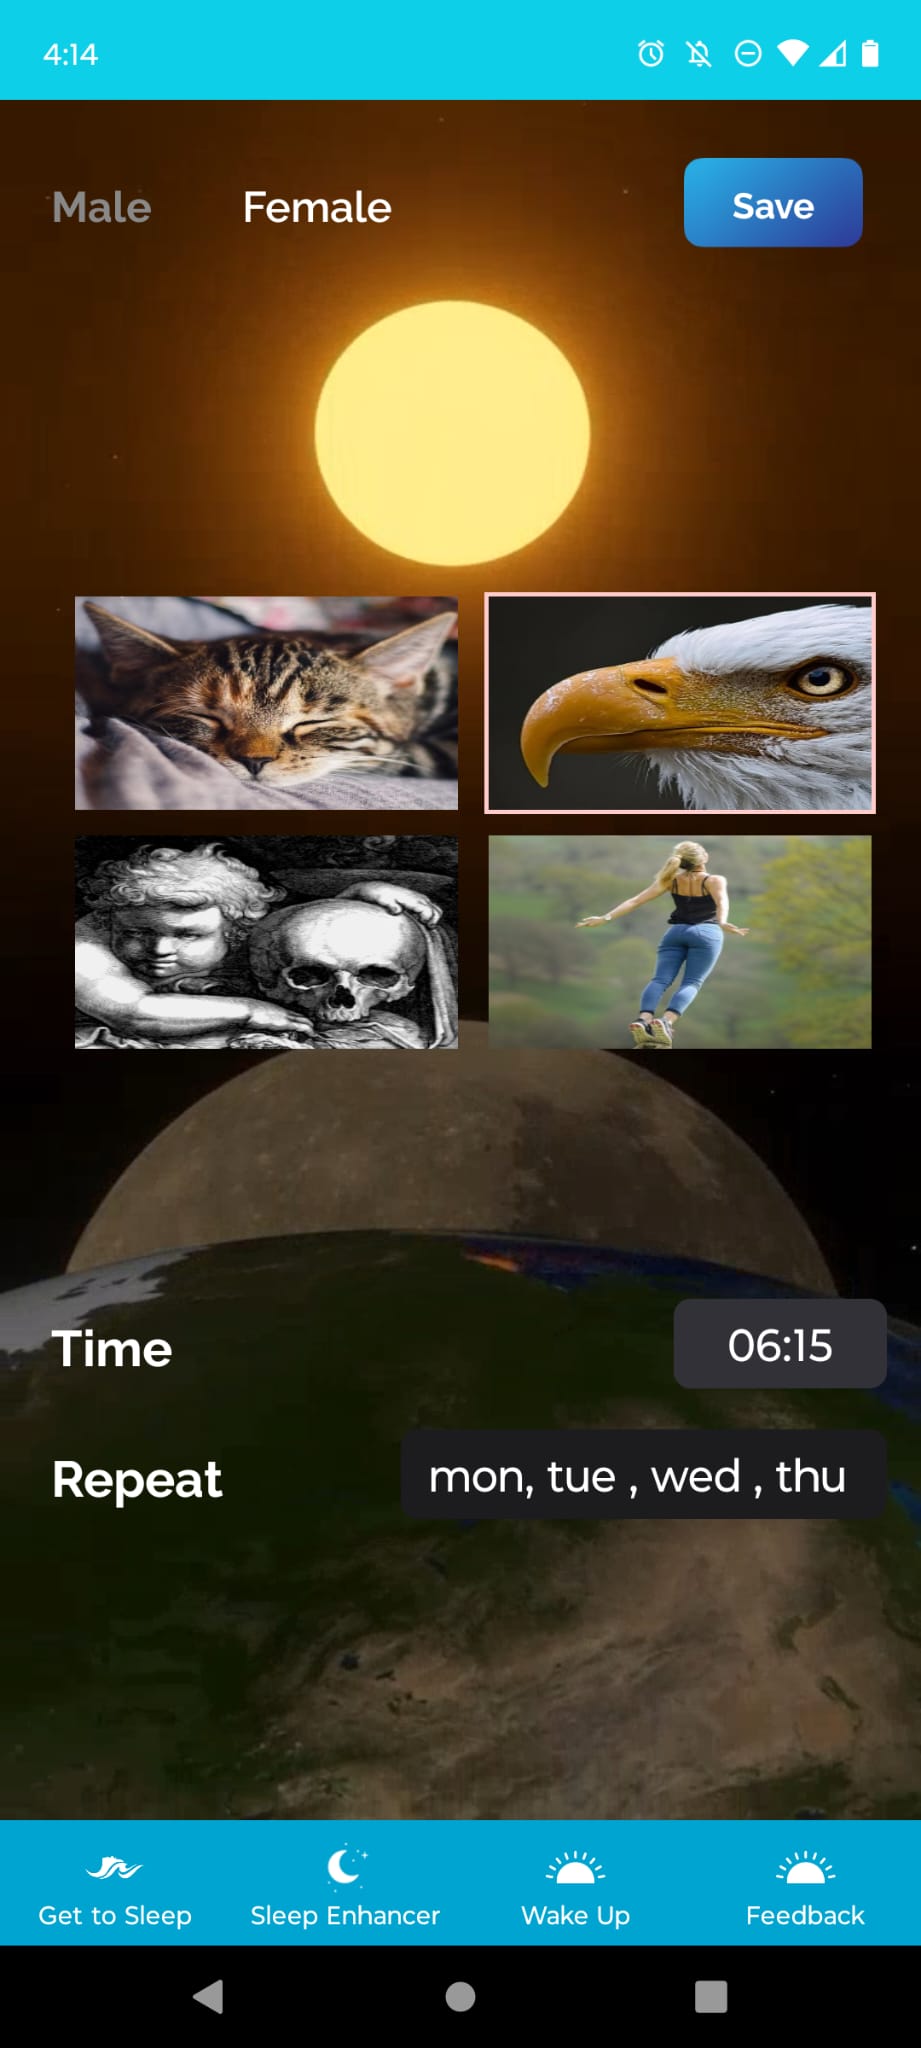 4:14
Male Female Save
Time 06:15
Repeat mon, tue , wed , thu
Get to Sleep Sleep Enhancer Wake Up Feedback